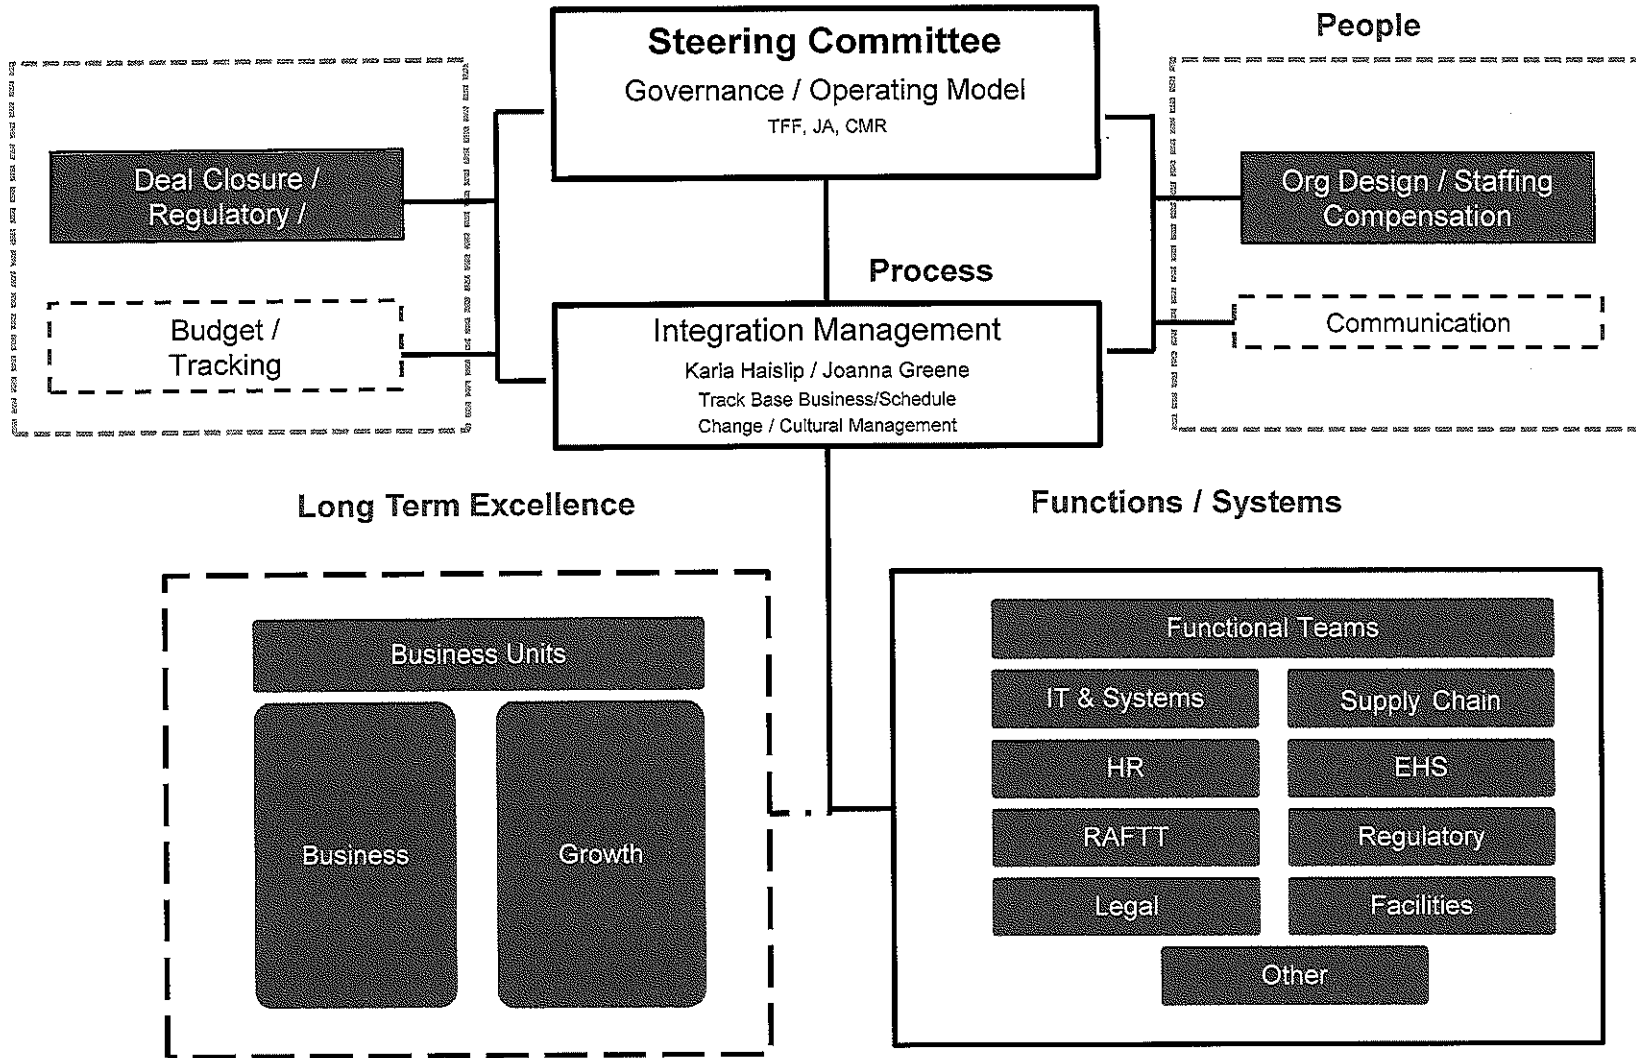 Steering Committee
Governance / Operating Model
TFF, JA, CMR
People
Deal Closure /
Regulatory /
Budget /
Tracking
Org Design / Staffing
Compensation
Communication
Process
Integration Management
Karla Haislip / Joanna Greene
Track Base Business/Schedule
Change / Cultural Management
Long Term Excellence
Business Units
Business
Growth
Functions / Systems
Functional Teams
IT & Systems
Supply Chain
HR
EHS
RAFTT
Regulatory
Legal
Facilities
Other